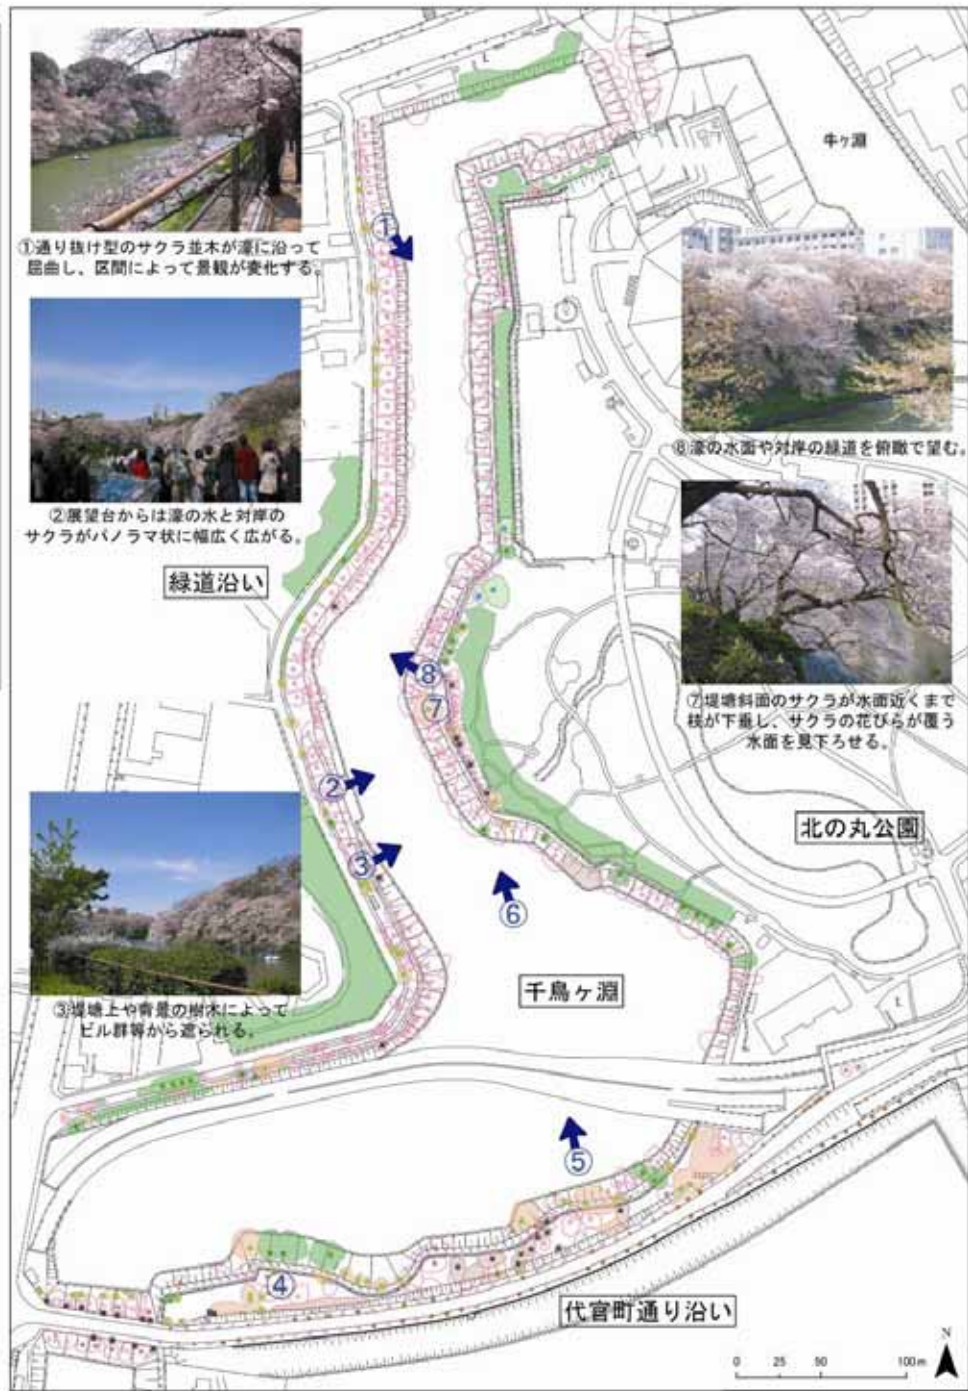 ①通り抜け型のサクラ並木が濠に沿って
屈曲し、区間によって景観が変化する。
②展望台からは濠の水と対岸の
サクラがパノラマ状に幅広く広がる。
緑道沿い
③堤塘上や背景の樹木によって
ビル群等から遮られる。
①
②
③
④
⑤
⑥
⑦
⑧
牛ヶ淵
⑧濠の水面や対岸の緑道を俯瞰で望む。
⑦堤塘斜面のサクラが水面近くまで
枝が下垂し、サクラの花びらが覆う
水面を見下ろせる。
北の丸公園
千鳥ヶ淵
代官町通り沿い
N
0 25 50 100m